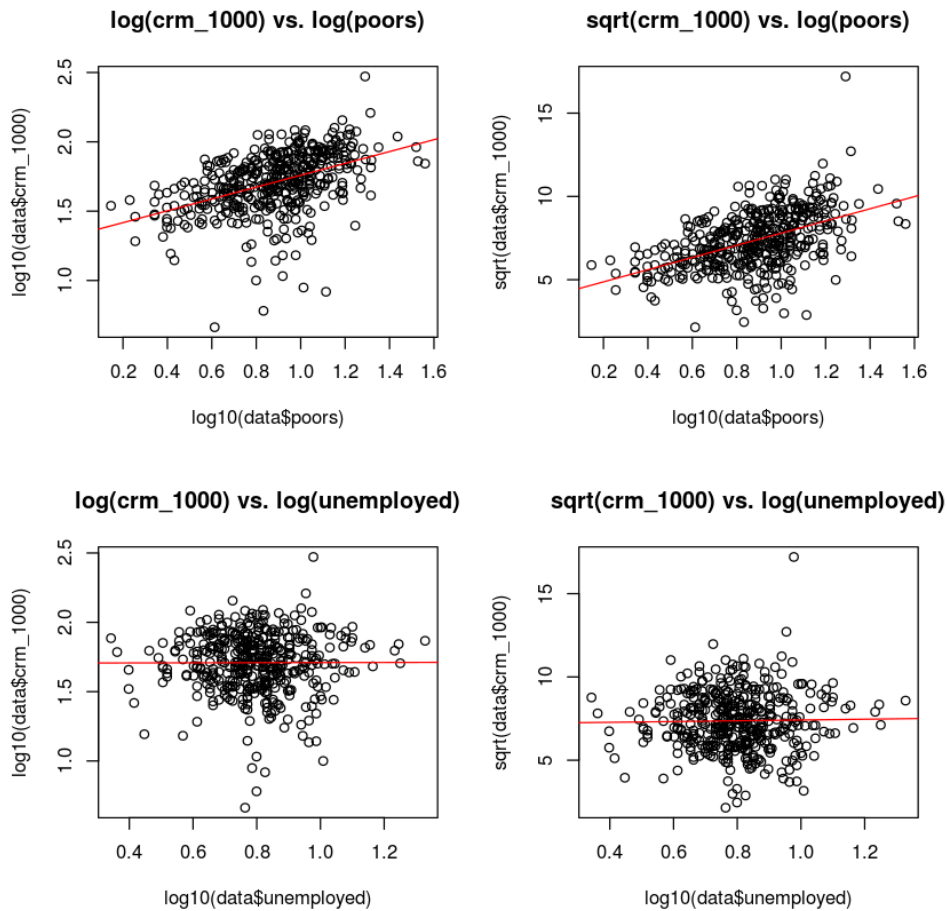 log(crm_1000) vs. log(poors)
log10(data$crm_1000)
2.5
2.0
1.5
1.0
0.2 0.4 0.6 0.8 1.0 1.2 1.4 1.6
log10(data$poors)
sqrt(crm_1000) vs. log(poors)
sqrt(data$crm_1000)
15
10
5
0.2 0.4 0.6 0.8 1.0 1.2 1.4 1.6
log10(data$poors)
log(crm_1000) vs. log(unemployed)
log10(data$crm_1000)
2.5
2.0
1.5
1.0
0.4 0.6 0.8 1.0 1.2
log10(data$unemployed)
sqrt(crm_1000) vs. log(unemployed)
sqrt(data$crm_1000)
15
10
5
0.4 0.6 0.8 1.0 1.2
log10(data$unemployed)